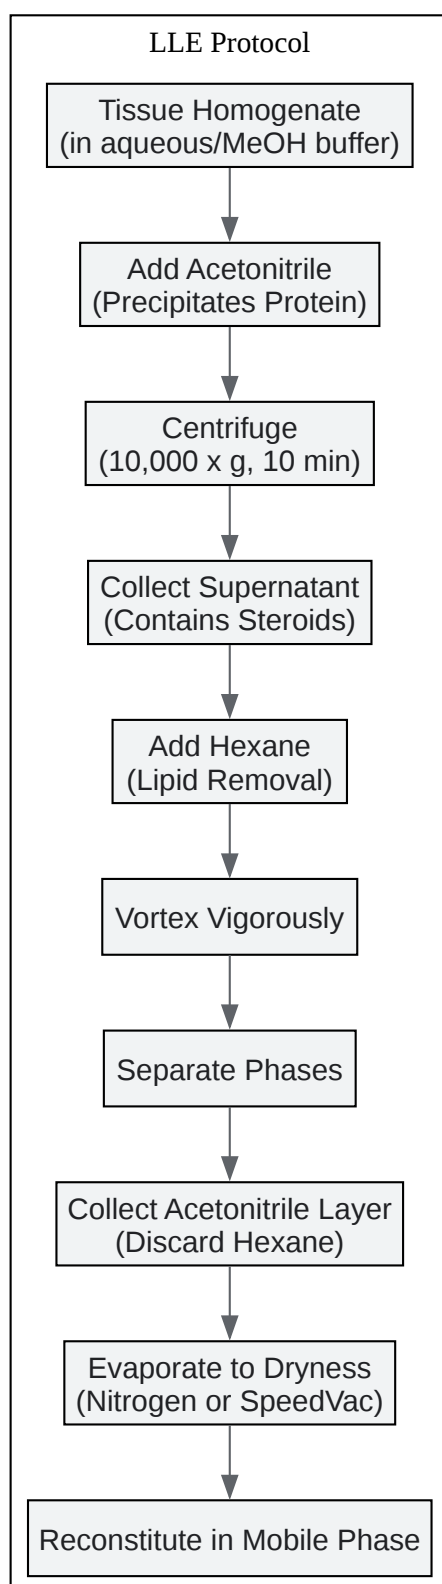 LLE Protocol
Tissue Homogenate
(in aqueous/MeOH buffer)
Add Acetonitrile
(Precipitates Protein)
Centrifuge
(10,000 x g, 10 min)
Collect Supernatant
(Contains Steroids)
Add Hexane
(Lipid Removal)
Vortex Vigorously
Separate Phases
Collect Acetonitrile Layer
(Discard Hexane)
Evaporate to Dryness
(Nitrogen or SpeedVac)
Reconstitute in Mobile Phase